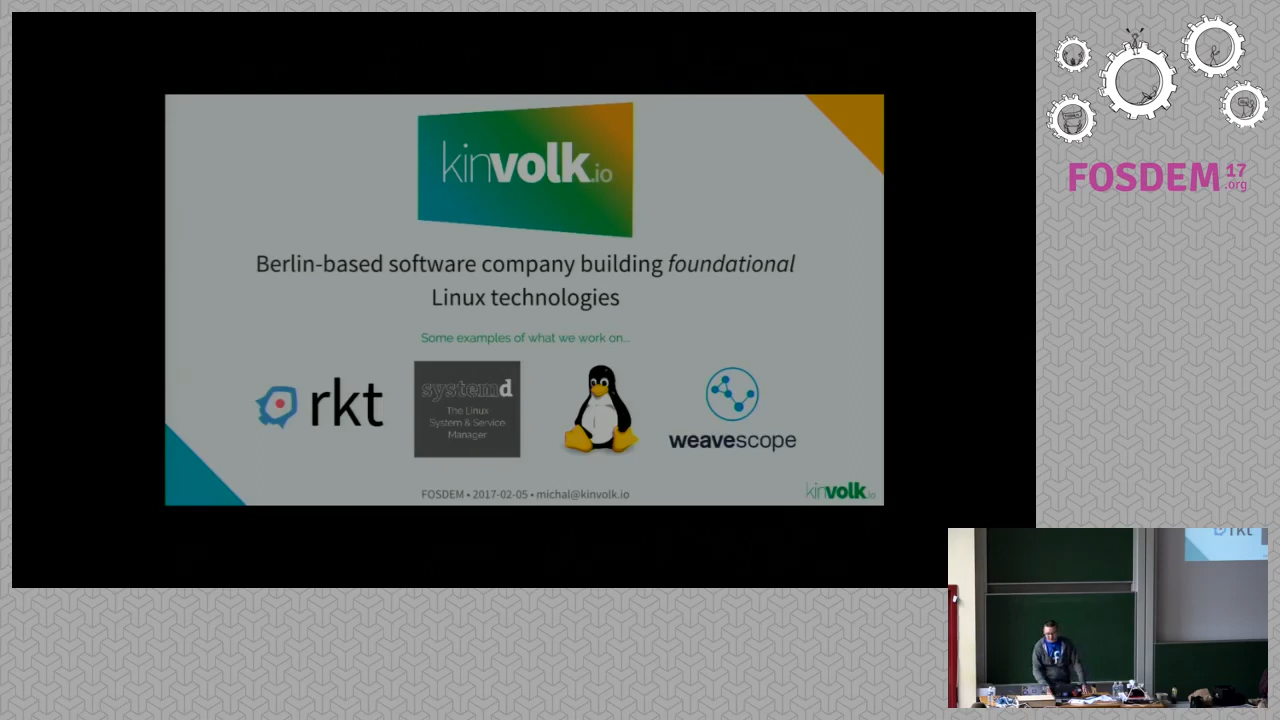 kinvolk.io
Berlin-based software company building foundational
Linux technologies
Some examples of what we work on...
rkt
systemd
The Linux
System & Service
Manager
weavescope
FOSDEM • 2017-02-05 • michal@kinvolk.io
kinvolk.io
FOSDEM 17
.org
rkt